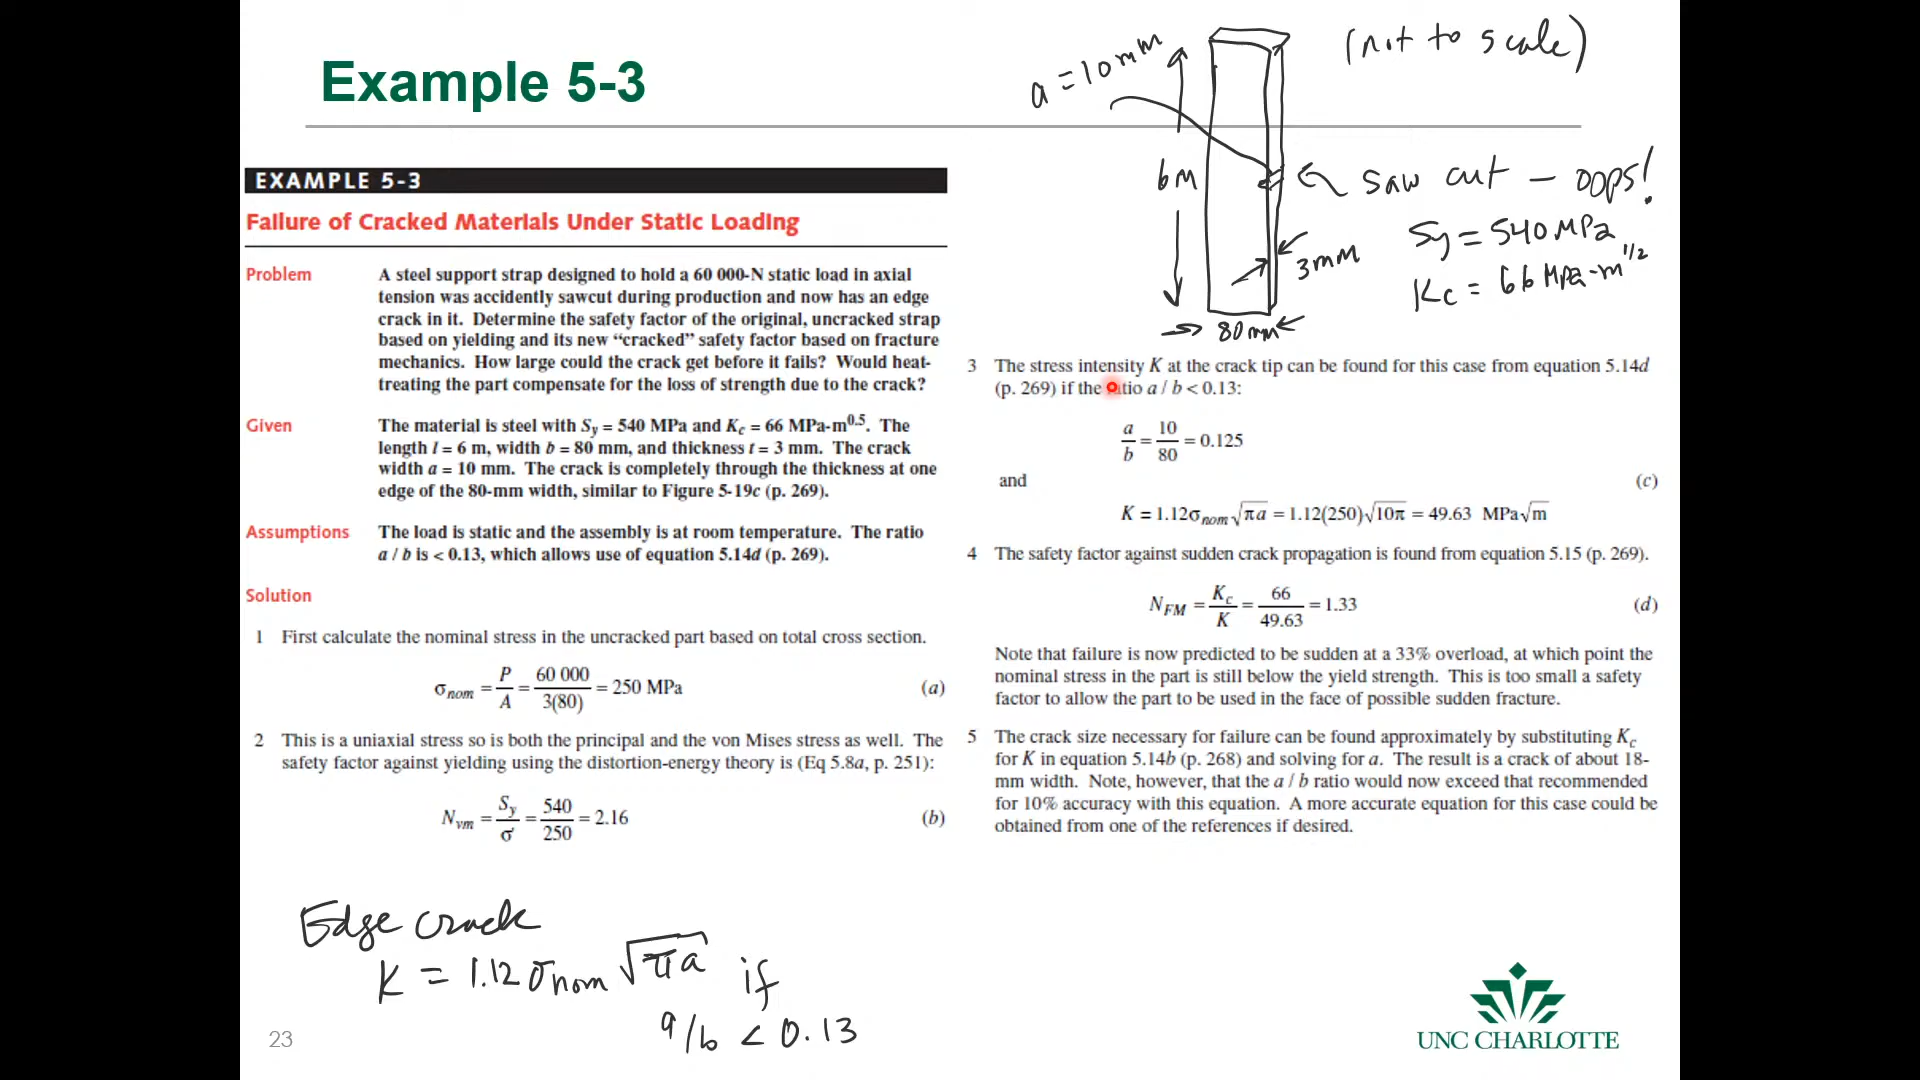 Example 5-3
(not to scale)
a = 10mm
6m
saw cut - oops!
Sy = 540 MPa
Kc = 66 MPa-m^1/2
3mm
80mm
EXAMPLE 5-3
Failure of Cracked Materials Under Static Loading
Problem A steel support strap designed to hold a 60 000-N static load in axial
tension was accidently sawcut during production and now has an edge
crack in it. Determine the safety factor of the original, uncracked strap
based on yielding and its new “cracked” safety factor based on fracture
mechanics. How large could the crack get before it fails? Would heat-
treating the part compensate for the loss of strength due to the crack?
Given The material is steel with Sy = 540 MPa and Kc = 66 MPa-m^0.5. The
length l = 6 m, width b = 80 mm, and thickness t = 3 mm. The crack
width a = 10 mm. The crack is completely through the thickness at one
edge of the 80-mm width, similar to Figure 5-19c (p. 269).
Assumptions The load is static and the assembly is at room temperature. The ratio
a / b is < 0.13, which allows use of equation 5.14d (p. 269).
Solution
1 First calculate the nominal stress in the uncracked part based on total cross section.
σnom = P/A = 60 000/3(80) = 250 MPa (a)
2 This is a uniaxial stress so is both the principal and the von Mises stress as well. The
safety factor against yielding using the distortion-energy theory is (Eq 5.8a, p. 251):
Nvm = Sy/σ' = 540/250 = 2.16 (b)
Edge crack
K = 1.12 σnom √πa if
a/b < 0.13
3 The stress intensity K at the crack tip can be found for this case from equation 5.14d
(p. 269) if the a / b < 0.13:
a/b = 10/80 = 0.125
and (c)
K = 1.12σnom√πa = 1.12(250)√10π = 49.63 MPa√m
4 The safety factor against sudden crack propagation is found from equation 5.15 (p. 269).
NFM = Kc/K = 66/49.63 = 1.33 (d)
Note that failure is now predicted to be sudden at a 33% overload, at which point the
nominal stress in the part is still below the yield strength. This is too small a safety
factor to allow the part to be used in the face of possible sudden fracture.
5 The crack size necessary for failure can be found approximately by substituting Kc
for K in equation 5.14b (p. 268) and solving for a. The result is a crack of about 18-
mm width. Note, however, that the a / b ratio would now exceed that recommended
for 10% accuracy with this equation. A more accurate equation for this case could be
obtained from one of the references if desired.
23
UNC CHARLOTTE